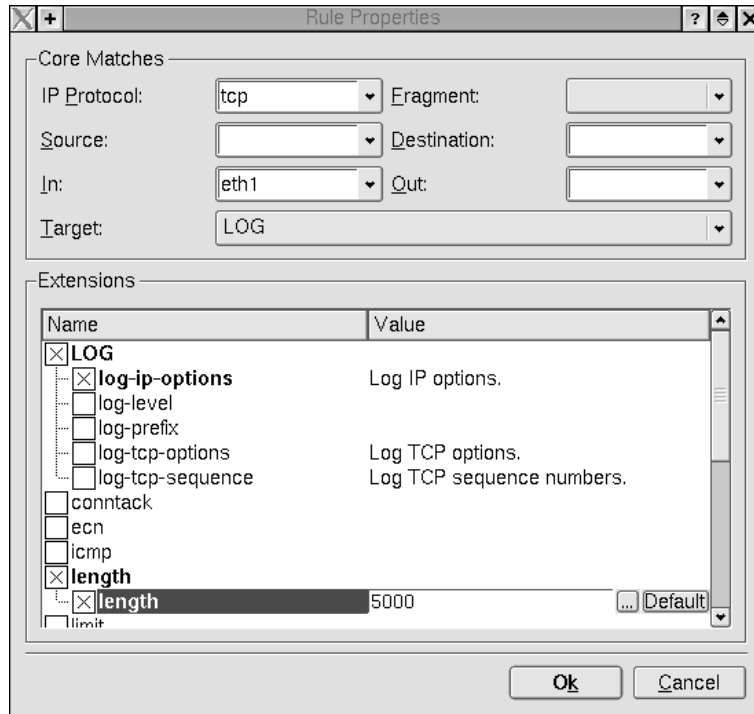 Rule Properties
Core Matches
IP Protocol: tcp Fragment:
Source: Destination:
In: eth1 Out:
Target: LOG
Extensions
Name Value
LOG
log-ip-options Log IP options.
log-level
log-prefix
log-tcp-options Log TCP options.
log-tcp-sequence Log TCP sequence numbers.
conntack
ecn
icmp
length
length 5000 ... Default
limit
Ok Cancel